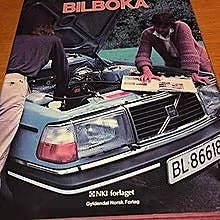 BILBOKA
BL 86618
NKI forlaget
Gyldendal Norsk Forlag